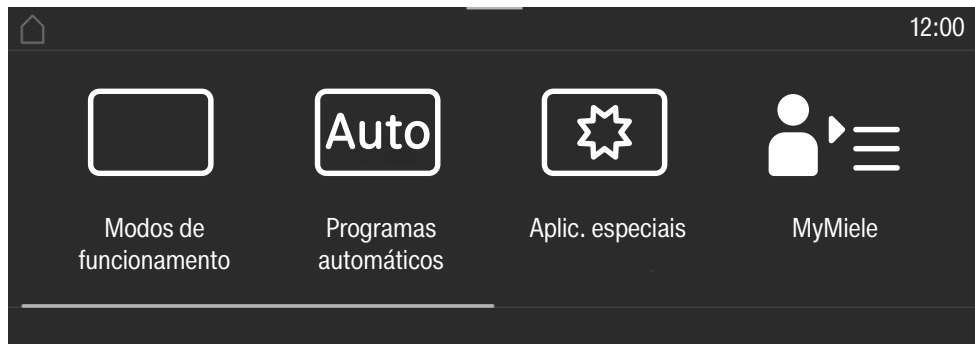 12:00
Auto
Modos de
funcionamento
Programas
automáticos
Aplic. especiais
MyMiele